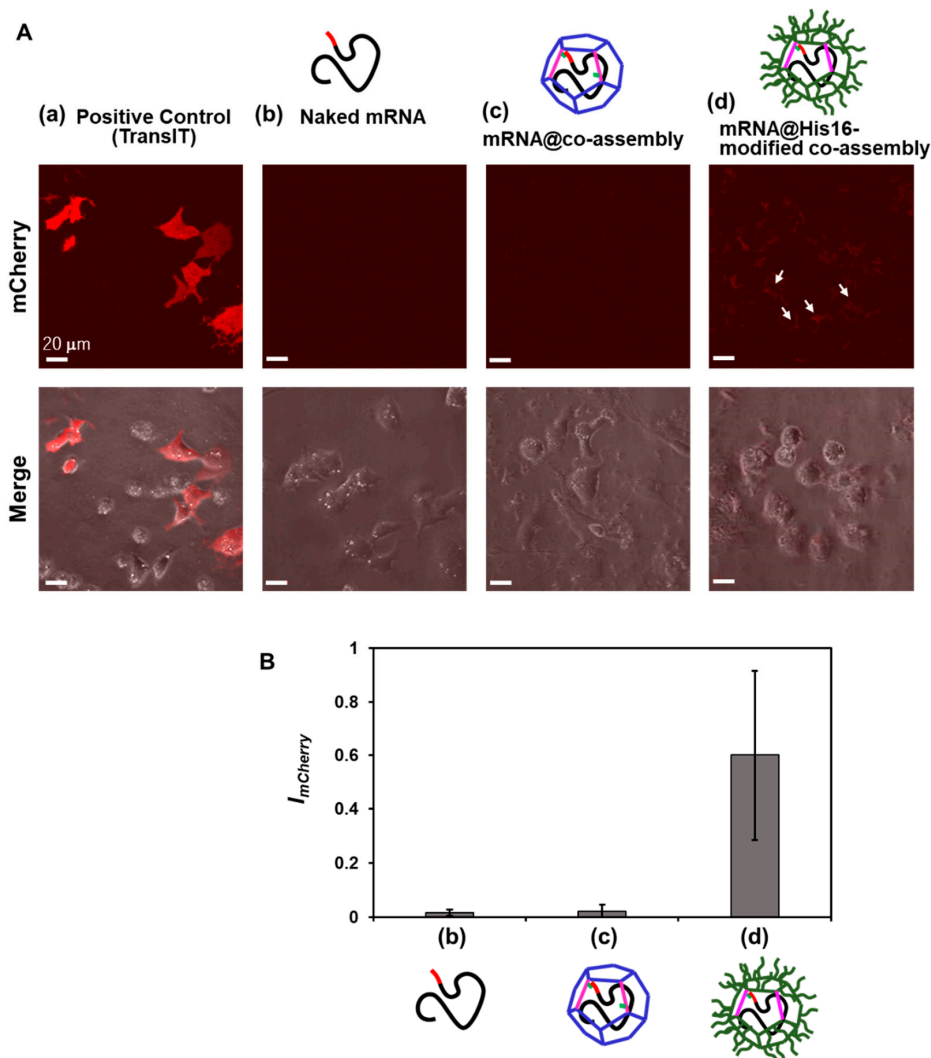 A
(a) Positive Control
(TransIT)
(b) Naked mRNA
(c)
mRNA@co-assembly
(d)
mRNA@His16-
modified co-assembly
mCherry
20 μm
Merge
B
1
0.8
0.6
0.4
0.2
0
I mCherry
(b) (c) (d)